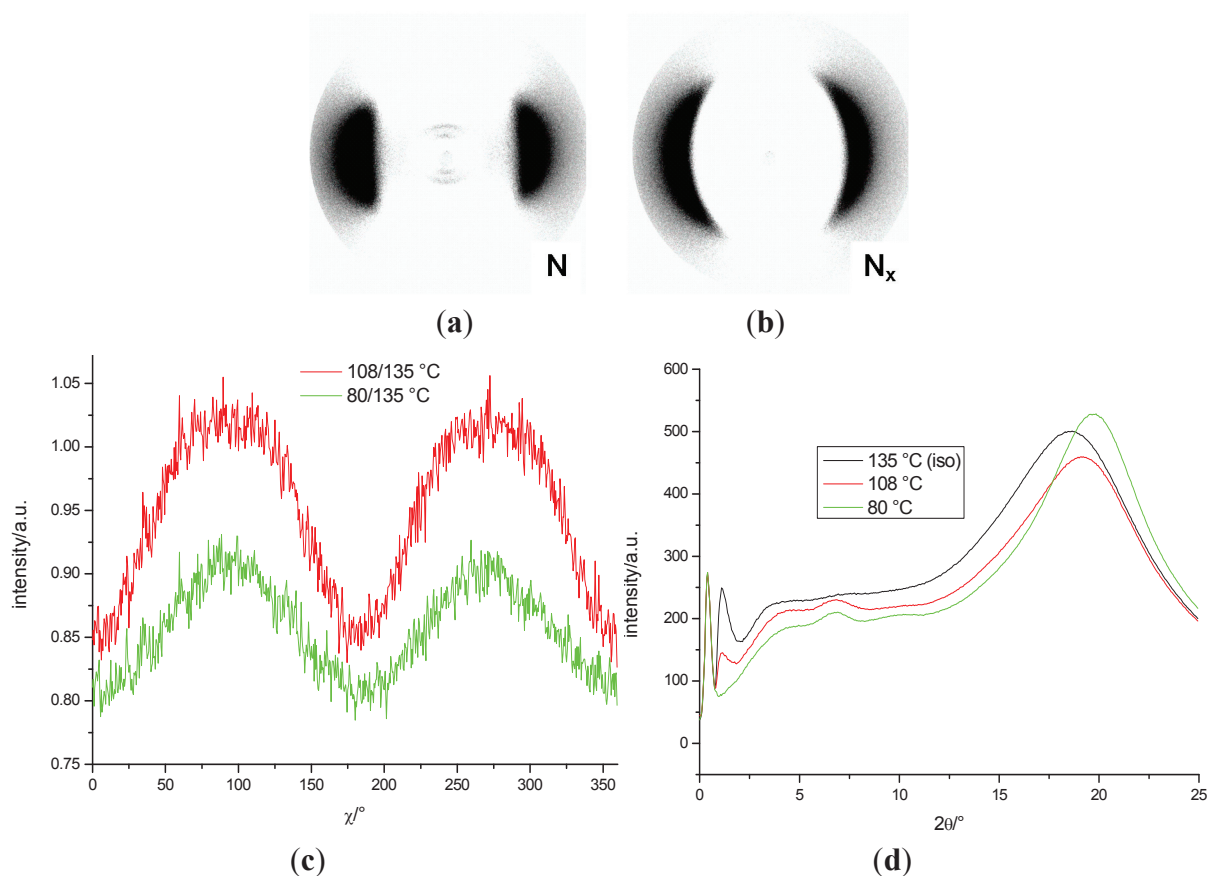 N
Nx
(a)
(b)
1.05
1.00
0.95
0.90
0.85
0.80
0.75
intensity/a.u.
108/135 °C
80/135 °C
0 50 100 150 200 250 300 350
χ/°
600
500
400
300
200
100
0
intensity/a.u.
135 °C (iso)
108 °C
80 °C
0 5 10 15 20 25
2θ/°
(c)
(d)